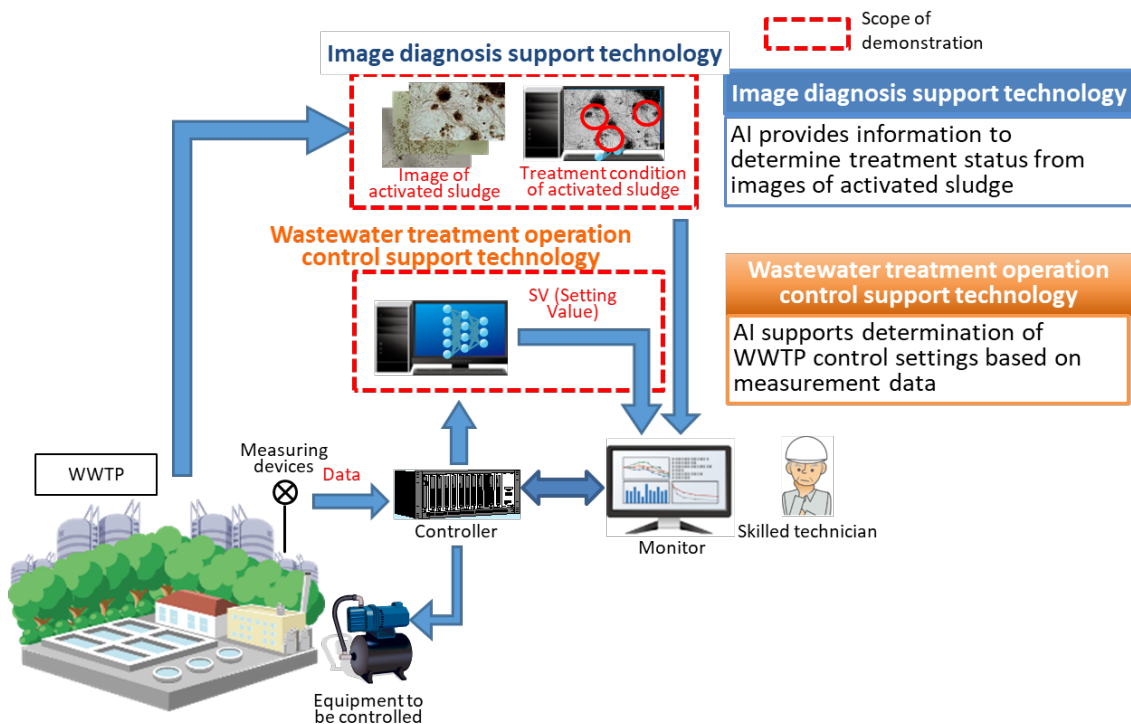 Scope of
demonstration
Image diagnosis support technology
Image of
activated sludge
Treatment condition
of activated sludge
Image diagnosis support technology
AI provides information to
determine treatment status from
images of activated sludge
Wastewater treatment operation
control support technology
SV (Setting
Value)
Wastewater treatment operation
control support technology
AI supports determination of
WWTP control settings based on
measurement data
WWTP
Measuring
devices
Data
Controller
Monitor
Skilled technician
Equipment to
be controlled